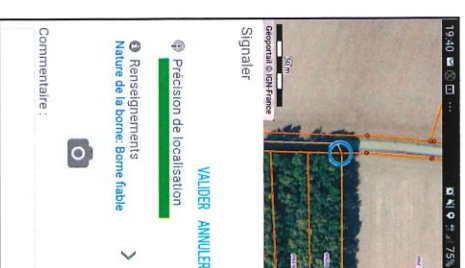 19:40
75%
50 m
Géoportail © IGN-France
Signaler
VALIDER ANNULER
Précision de localisation
Renseignements
Nature de la borne: Borne fiable
Commentaire :